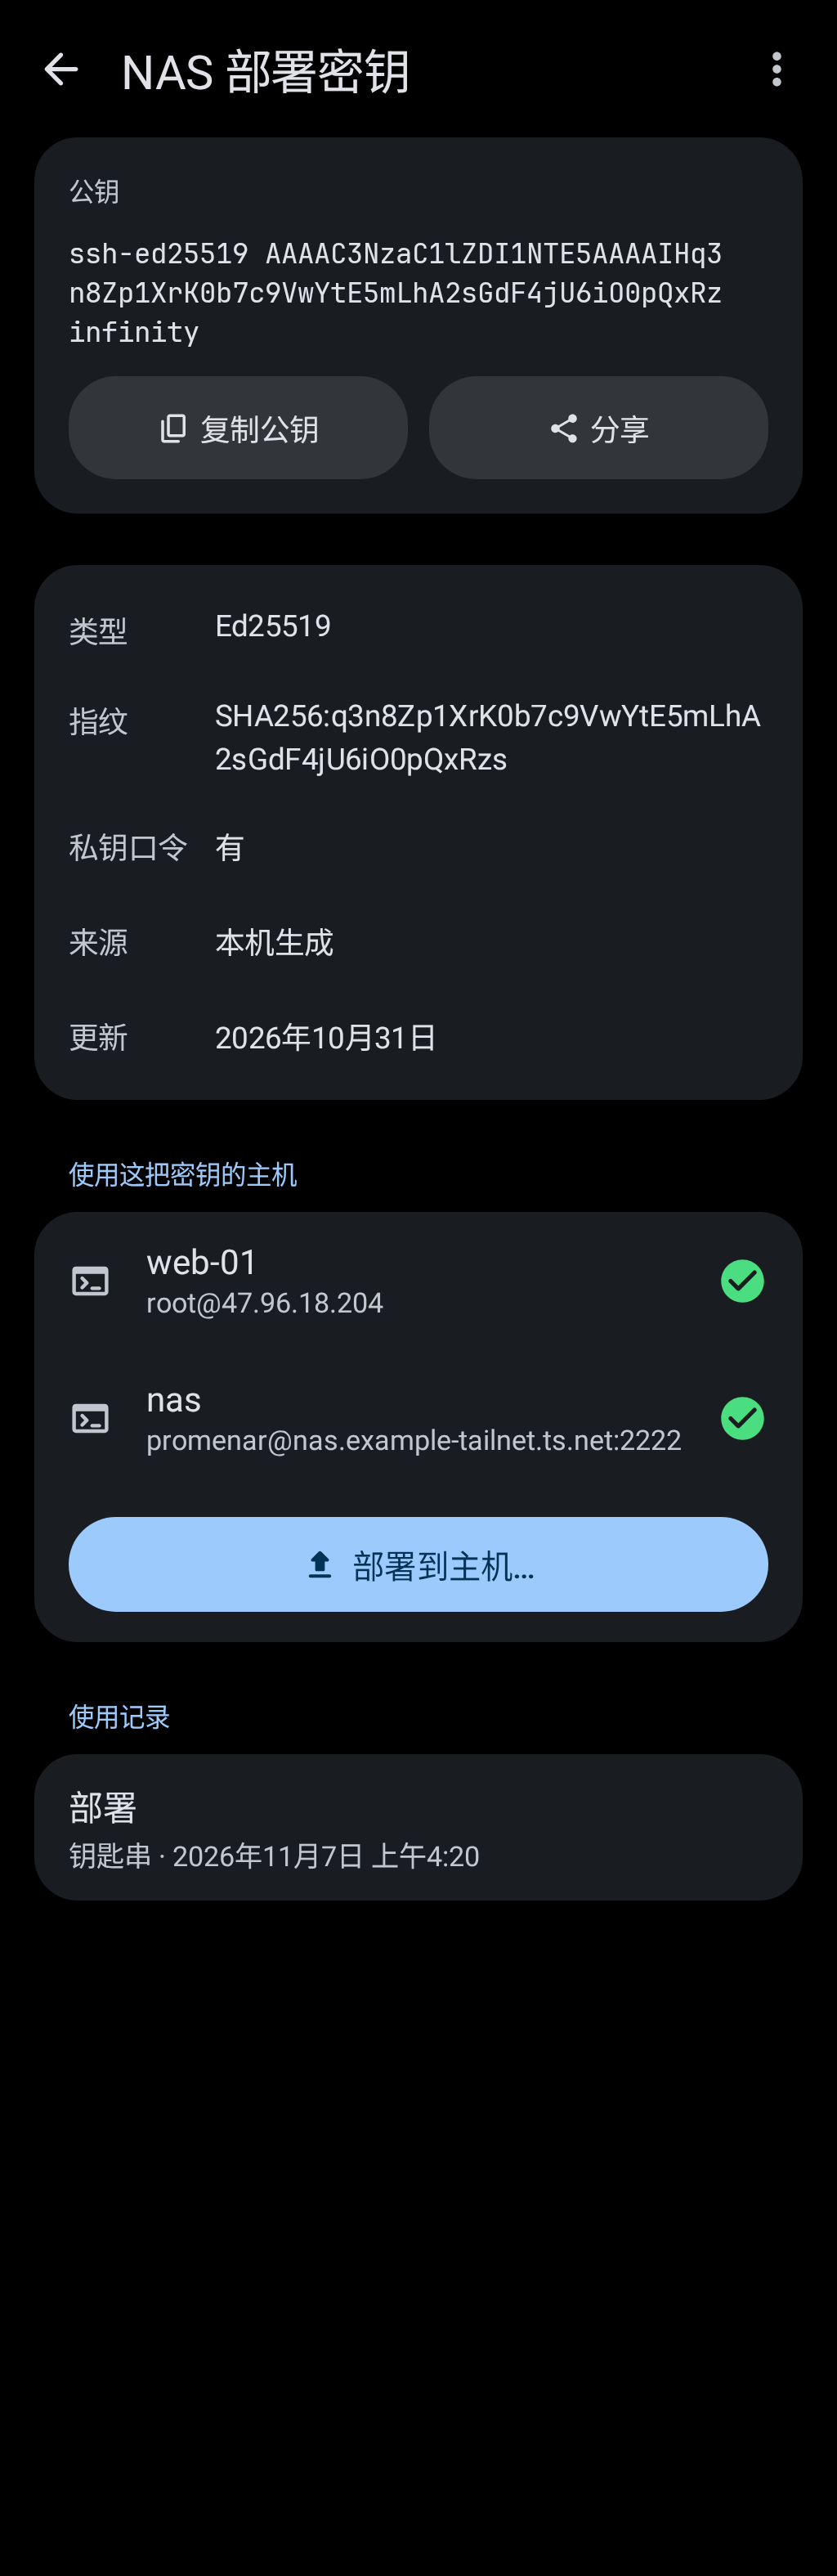 NAS 部署密钥
公钥
ssh-ed25519 AAAAC3NzaC1lZDI1NTE5AAAAIHq3
n8Zp1XrK0b7c9VwYtE5mLhA2sGdF4jU6iO0pQxRz
infinity
复制公钥
分享
类型 Ed25519
指纹 SHA256:q3n8Zp1XrK0b7c9VwYtE5mLhA
2sGdF4jU6iO0pQxRzs
私钥口令 有
来源 本机生成
更新 2026年10月31日
使用这把密钥的主机
web-01
root@47.96.18.204
nas
promenar@nas.example-tailnet.ts.net:2222
部署到主机…
使用记录
部署
钥匙串 · 2026年11月7日 上午4:20